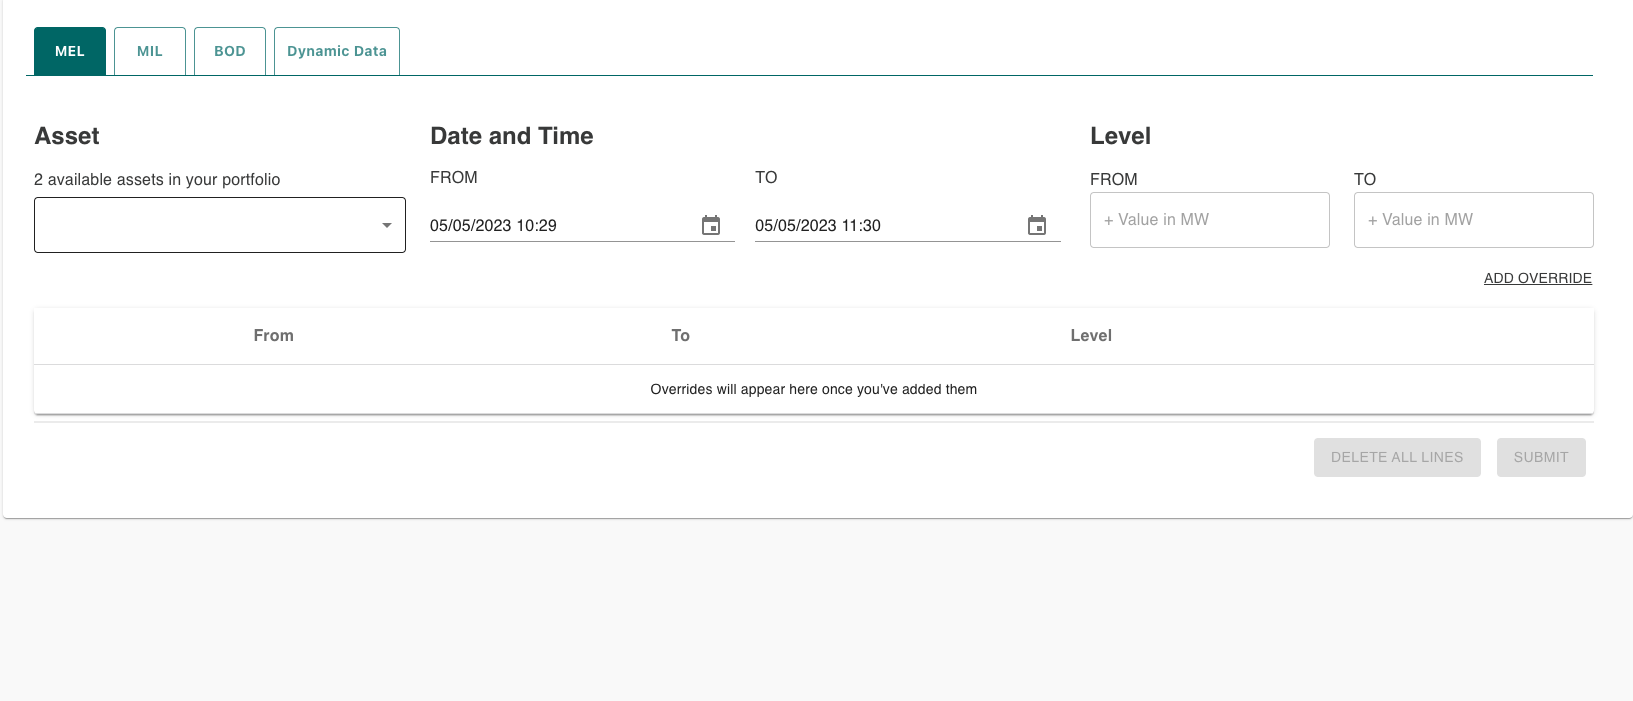 MEL MIL BOD Dynamic Data
Asset Date and Time Level
2 available assets in your portfolio FROM TO FROM TO
05/05/2023 10:29 05/05/2023 11:30 + Value in MW + Value in MW
ADD OVERRIDE
From To Level
Overrides will appear here once you've added them
DELETE ALL LINES SUBMIT